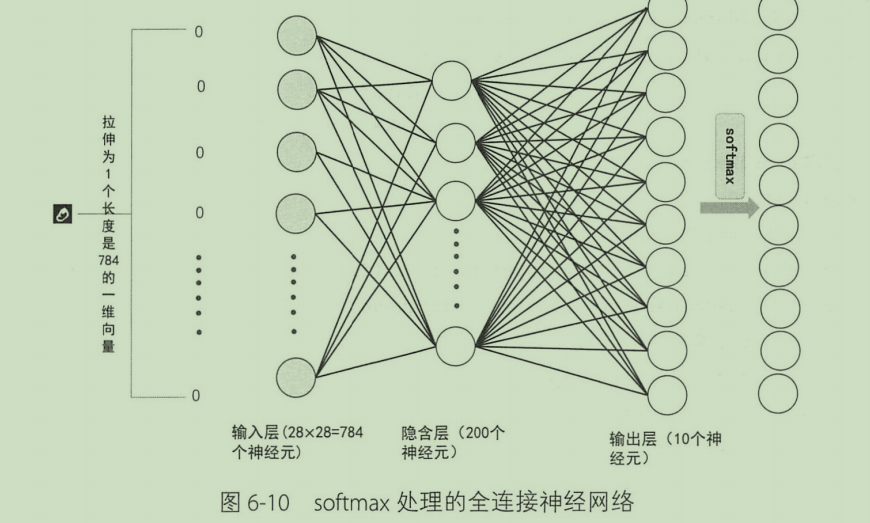 0
0
0
0
0
拉伸为1个长度是784的一维向量
softmax
输入层(28×28=784
个神经元)
隐含层（200个
神经元）
输出层（10个神
经元）
图 6-10　softmax 处理的全连接神经网络